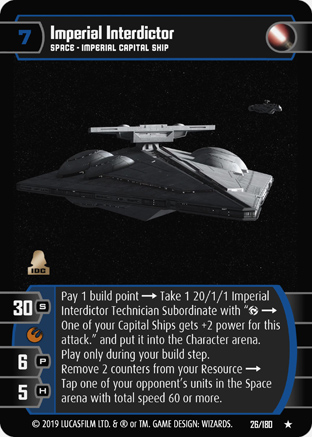 7
Imperial Interdictor
SPACE - IMPERIAL CAPITAL SHIP
IDC
30 S
6 P
5 H
Pay 1 build point → Take 1 20/1/1 Imperial
Interdictor Technician Subordinate with “ →
One of your Capital Ships gets +2 power for this
attack.” and put it into the Character arena.
Play only during your build step.
Remove 2 counters from your Resource →
Tap one of your opponent's units in the Space
arena with total speed 60 or more.
© 2019 LUCASFILM LTD. & ® or TM. GAME DESIGN: WIZARDS.
26/180 ★